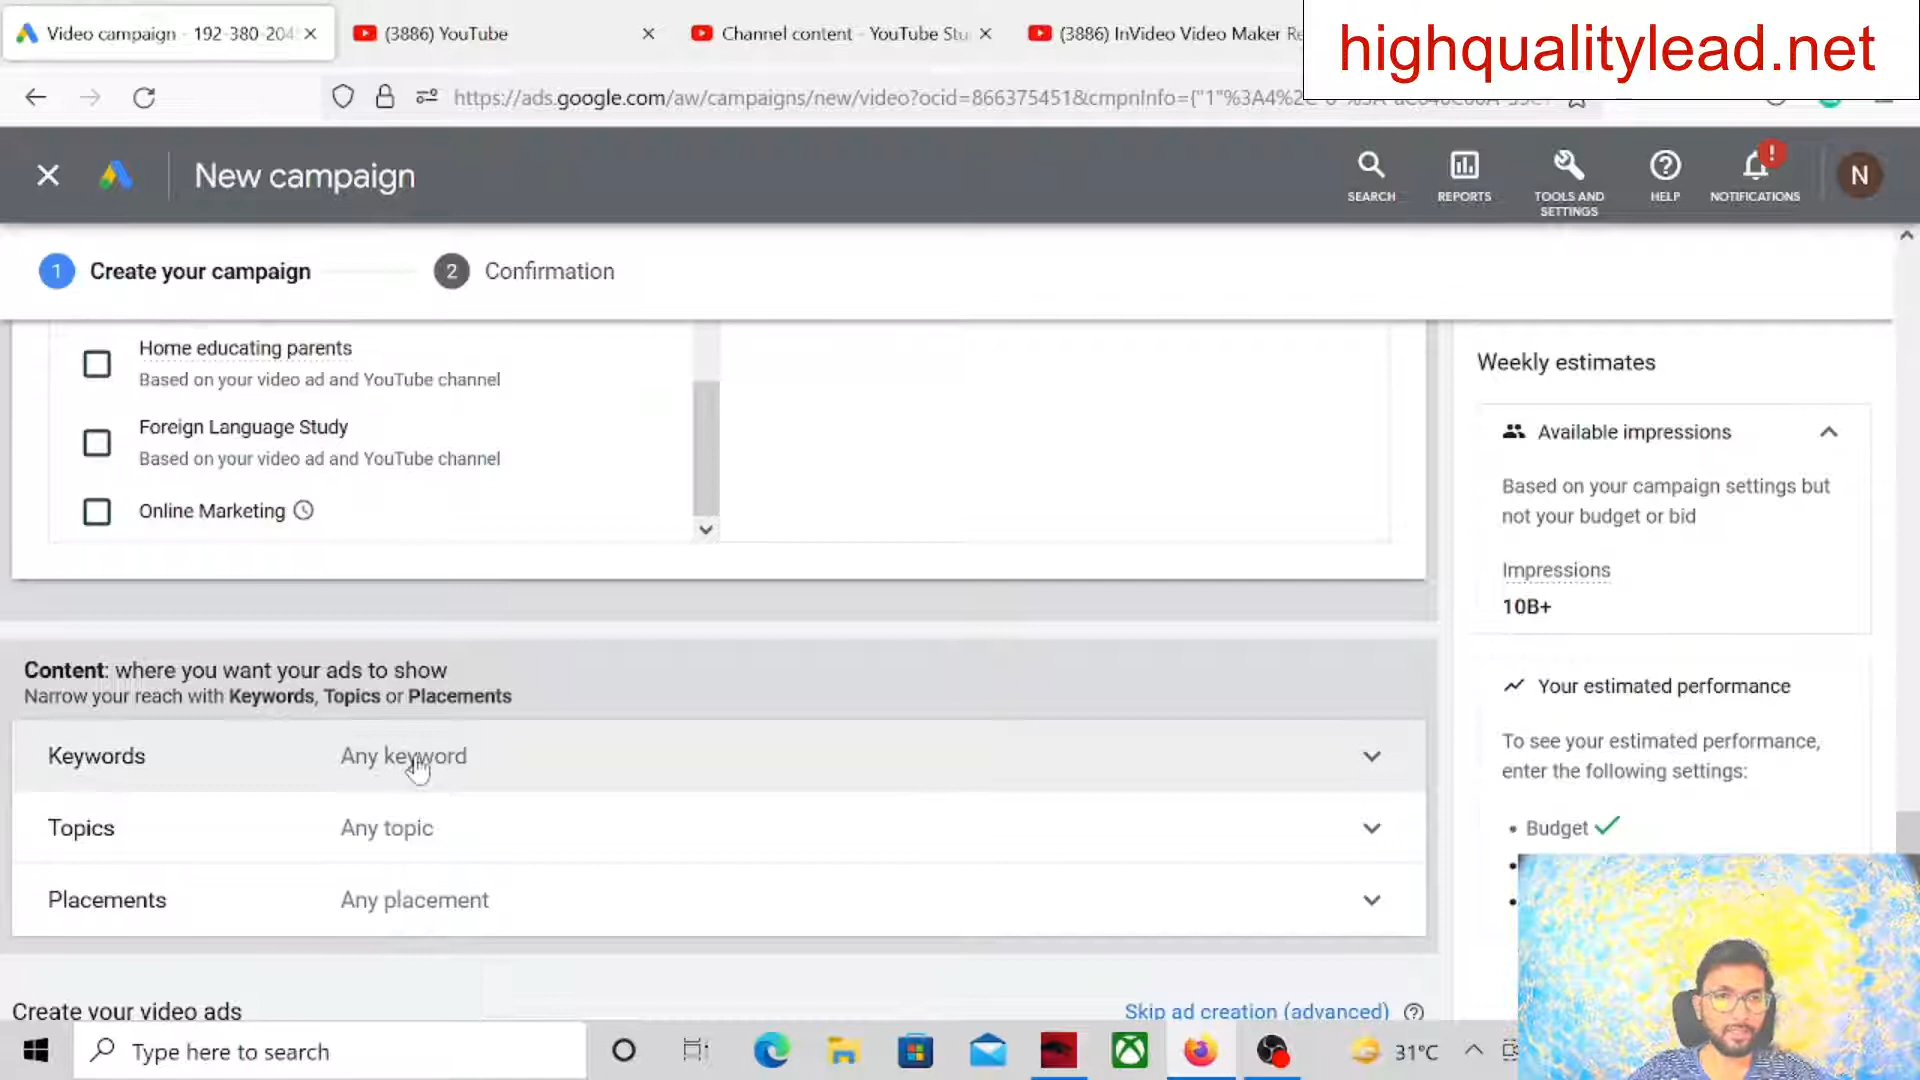 Video campaign - 192-380-204
(3886) YouTube
Channel content - YouTube Stu
(3886) InVideo Video Maker Re
highqualitylead.net
https://ads.google.com/aw/campaigns/new/video?ocid=866375451&cmpnInfo={"1"%3A4%2C
New campaign
SEARCH
REPORTS
TOOLS AND SETTINGS
HELP
NOTIFICATIONS
!
N
1 Create your campaign
2 Confirmation
Home educating parents
Based on your video ad and YouTube channel
Foreign Language Study
Based on your video ad and YouTube channel
Online Marketing
Content: where you want your ads to show
Narrow your reach with Keywords, Topics or Placements
Keywords Any keyword
Topics Any topic
Placements Any placement
Create your video ads
Skip ad creation (advanced)
Weekly estimates
Available impressions
Based on your campaign settings but
not your budget or bid
Impressions
10B+
Your estimated performance
To see your estimated performance,
enter the following settings:
• Budget
Type here to search
31°C